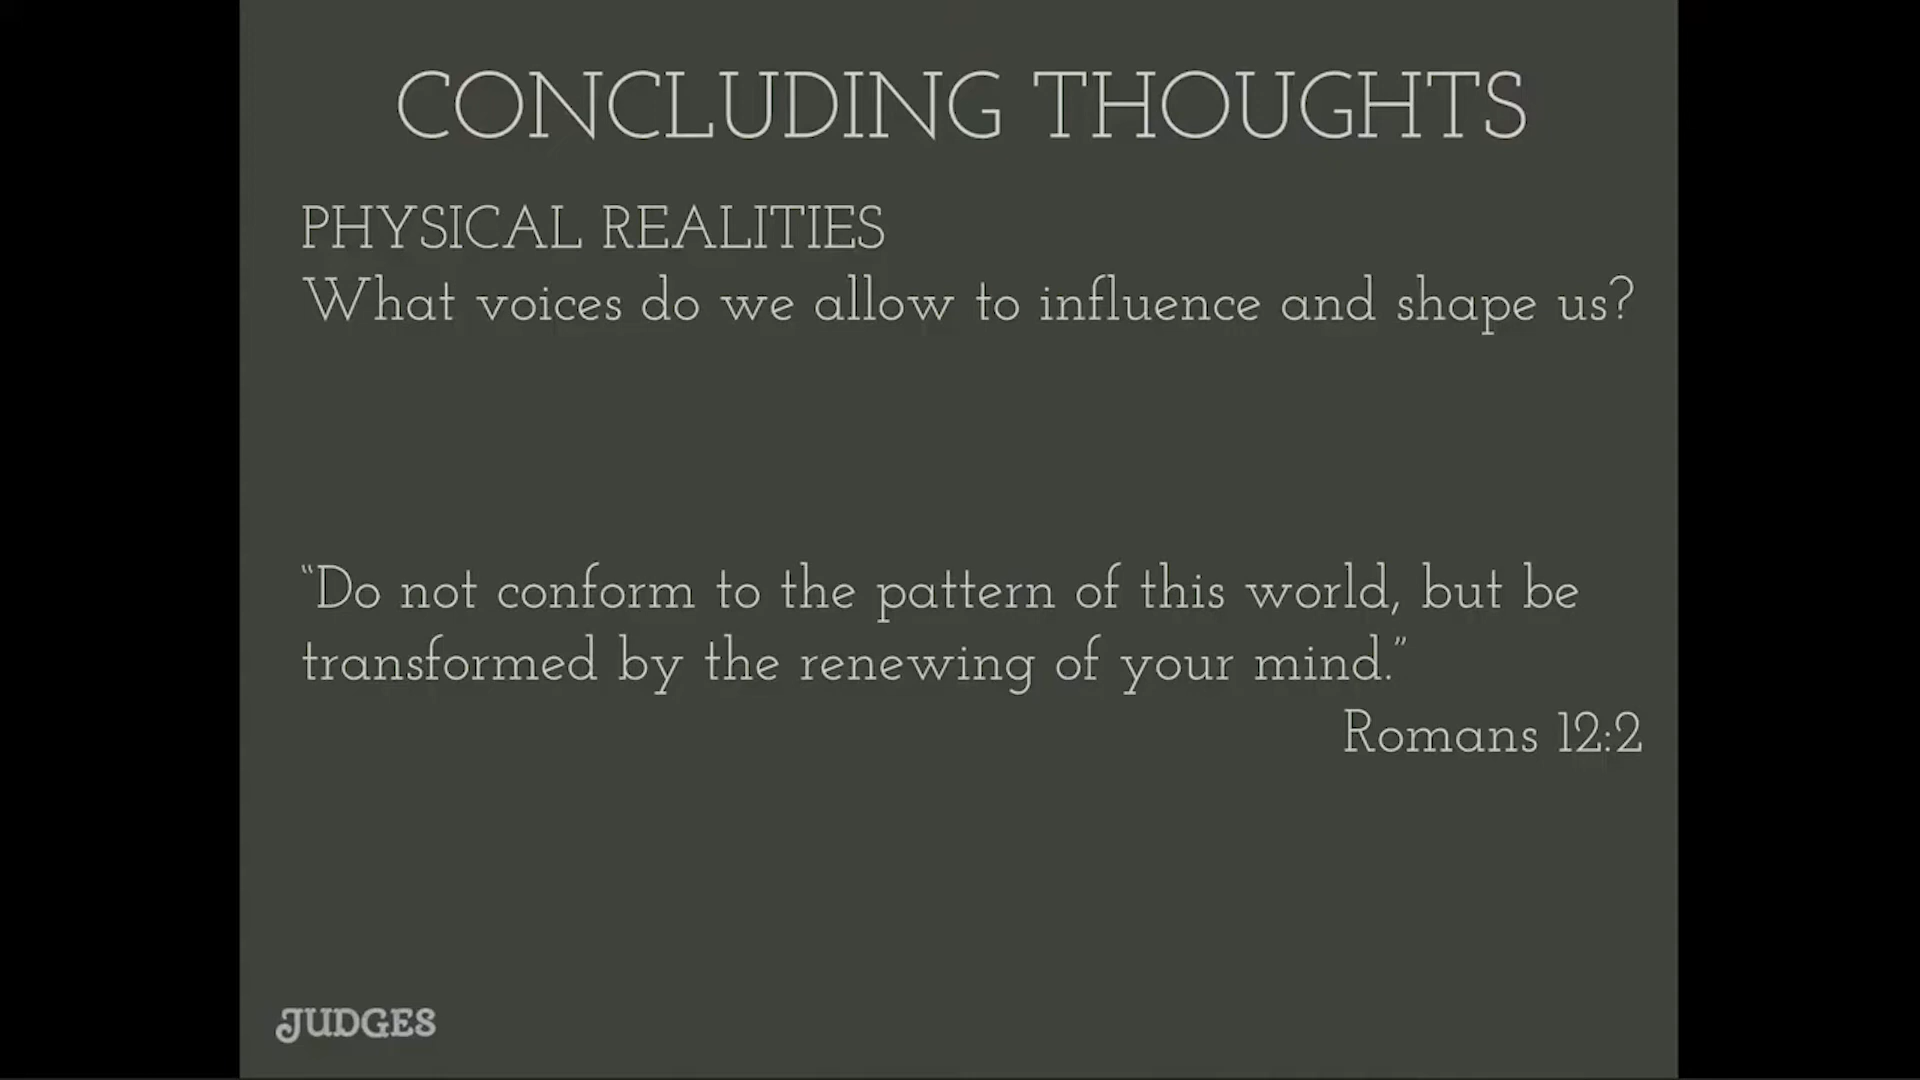 CONCLUDING THOUGHTS
PHYSICAL REALITIES
What voices do we allow to influence and shape us?
“Do not conform to the pattern of this world, but be
transformed by the renewing of your mind.”
Romans 12:2
JUDGES